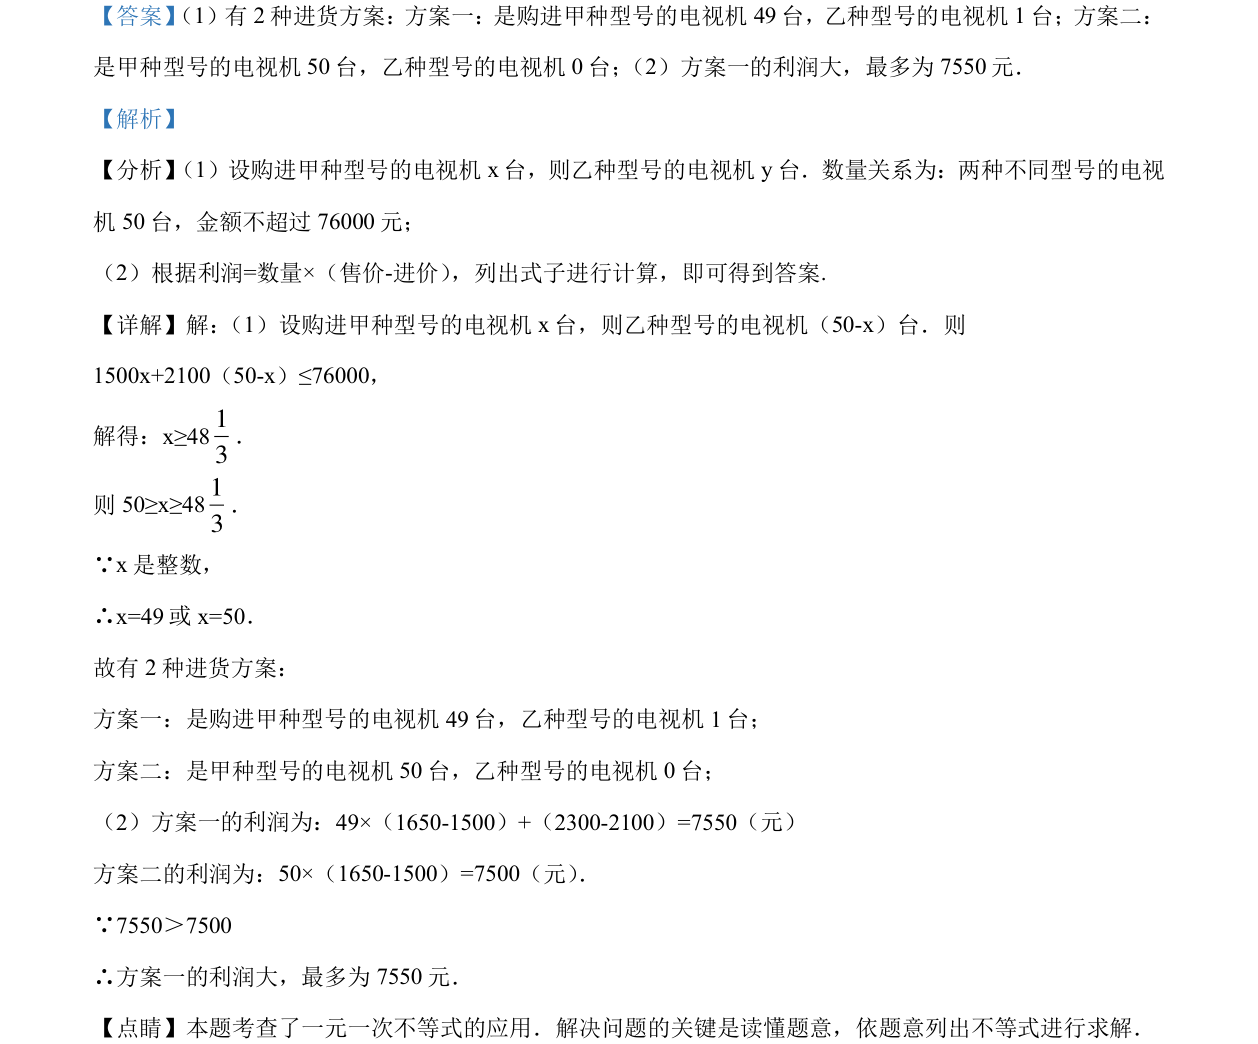 【答案】（1）有 2 种进货方案：方案一：是购进甲种型号的电视机 49 台，乙种型号的电视机 1 台；方案二：
是甲种型号的电视机 50 台，乙种型号的电视机 0 台；（2）方案一的利润大，最多为 7550 元．
【解析】
【分析】（1）设购进甲种型号的电视机 x 台，则乙种型号的电视机 y 台．数量关系为：两种不同型号的电视
机 50 台，金额不超过 76000 元；
（2）根据利润=数量×（售价-进价），列出式子进行计算，即可得到答案.
【详解】解：（1）设购进甲种型号的电视机 x 台，则乙种型号的电视机（50-x）台．则
1500x+2100（50-x）≤76000，
解得：x≥48 1/3．
则 50≥x≥48 1/3．
∵x 是整数，
∴x=49 或 x=50．
故有 2 种进货方案：
方案一：是购进甲种型号的电视机 49 台，乙种型号的电视机 1 台；
方案二：是甲种型号的电视机 50 台，乙种型号的电视机 0 台；
（2）方案一的利润为：49×（1650-1500）+（2300-2100）=7550（元）
方案二的利润为：50×（1650-1500）=7500（元）．
∵7550＞7500
∴方案一的利润大，最多为 7550 元．
【点睛】本题考查了一元一次不等式的应用．解决问题的关键是读懂题意，依题意列出不等式进行求解．